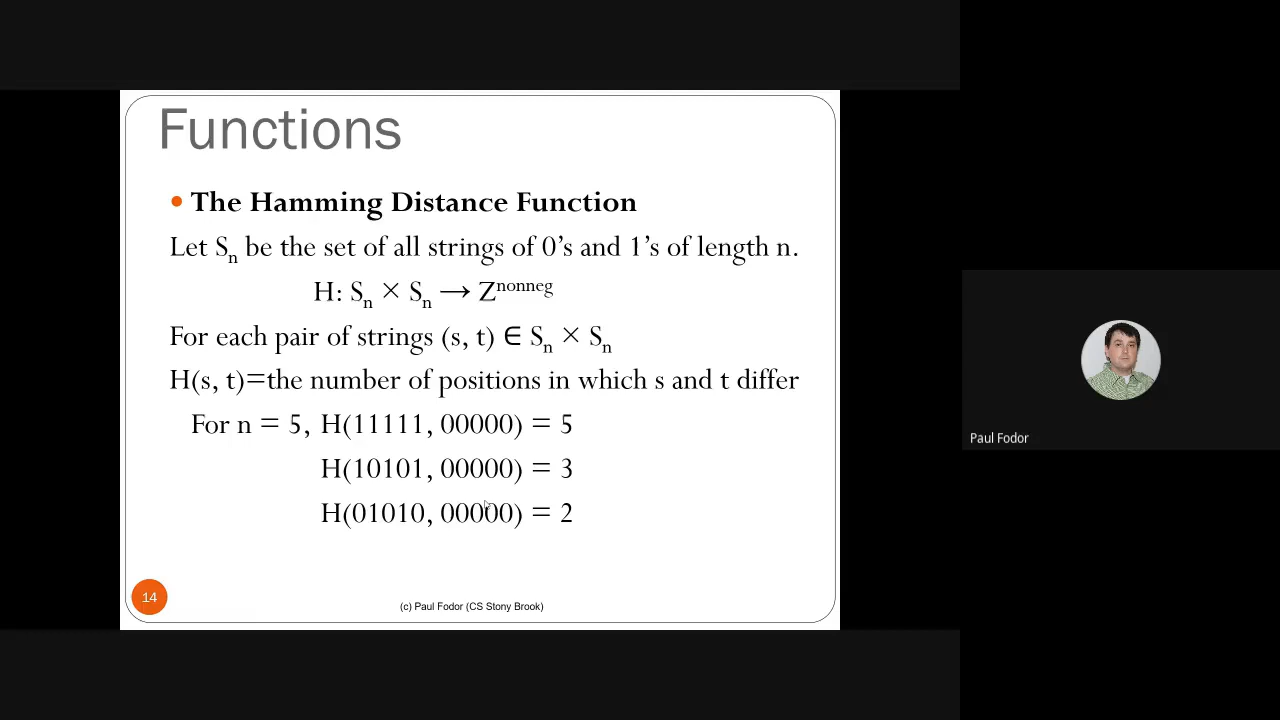 Functions
• The Hamming Distance Function
Let Sn be the set of all strings of 0’s and 1’s of length n.
H: Sn × Sn → Znonneg
For each pair of strings (s, t) ∈ Sn × Sn
H(s, t)=the number of positions in which s and t differ
For n = 5, H(11111, 00000) = 5
H(10101, 00000) = 3
H(01010, 00000) = 2
14
(c) Paul Fodor (CS Stony Brook)
Paul Fodor